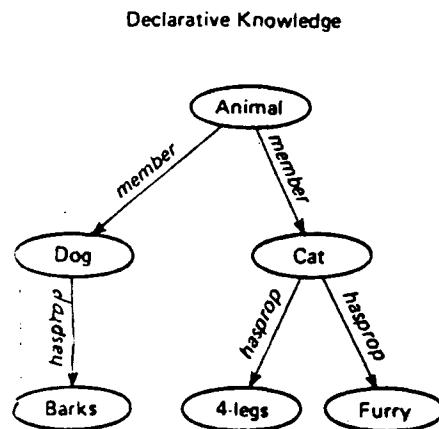 Declarative Knowledge
Animal
member
member
Dog
Cat
hasprop
hasprop
hasprop
Barks
4-legs
Furry